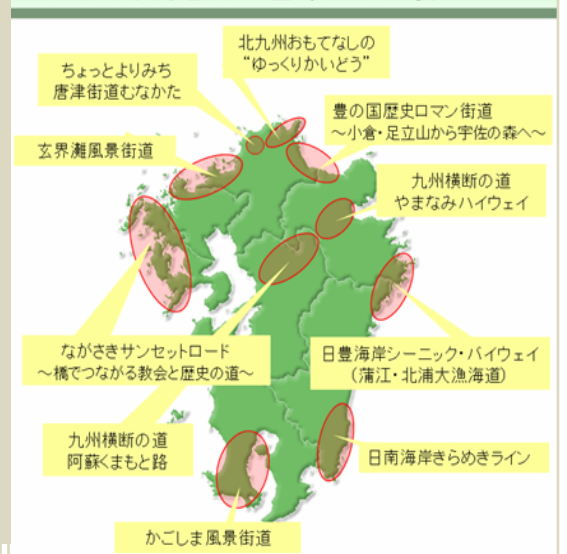 北九州おもてなしの
“ゆっくりかいどう”
ちょっとよりみち
唐津街道むなかた
豊の国歴史ロマン街道
～小倉・足立山から宇佐の森へ～
玄界灘風景街道
九州横断の道
やまなみハイウェイ
ながさきサンセットロード
～橋でつながる教会と歴史の道～
日豊海岸シーニック・バイウェイ
（蒲江・北浦大漁海道）
九州横断の道
阿蘇くまもと路
日南海岸きらめきライン
かごしま風景街道